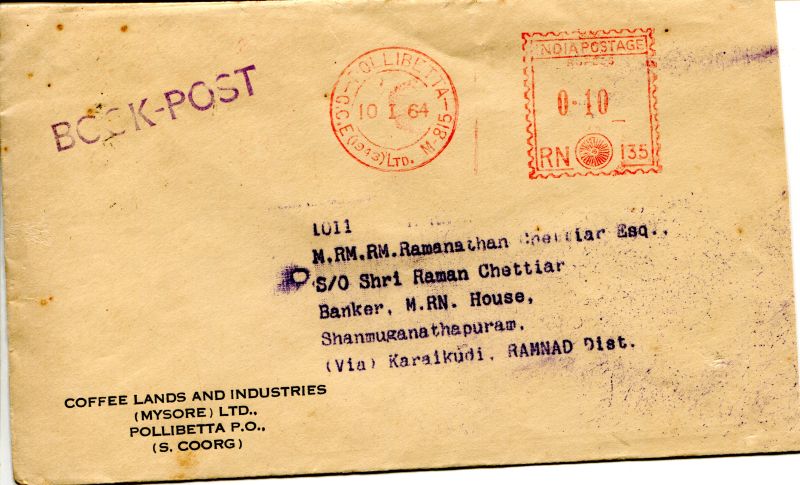 BOOK-POST
O.C.E (1943) LTD. POLLIBETTA M-815
10 I 64
INDIA POSTAGE
RUPEES
0·10
RN 135
1011
M.RM.RM.Ramanathan Chettiar Esq.,
S/O Shri Raman Chettiar
Banker, M.RN. House,
Shanmuganathapuram,
(Via) Karaikudi, RAMNAD Dist.
COFFEE LANDS AND INDUSTRIES
(MYSORE) LTD.,
POLLIBETTA P.O.,
(S. COORG)